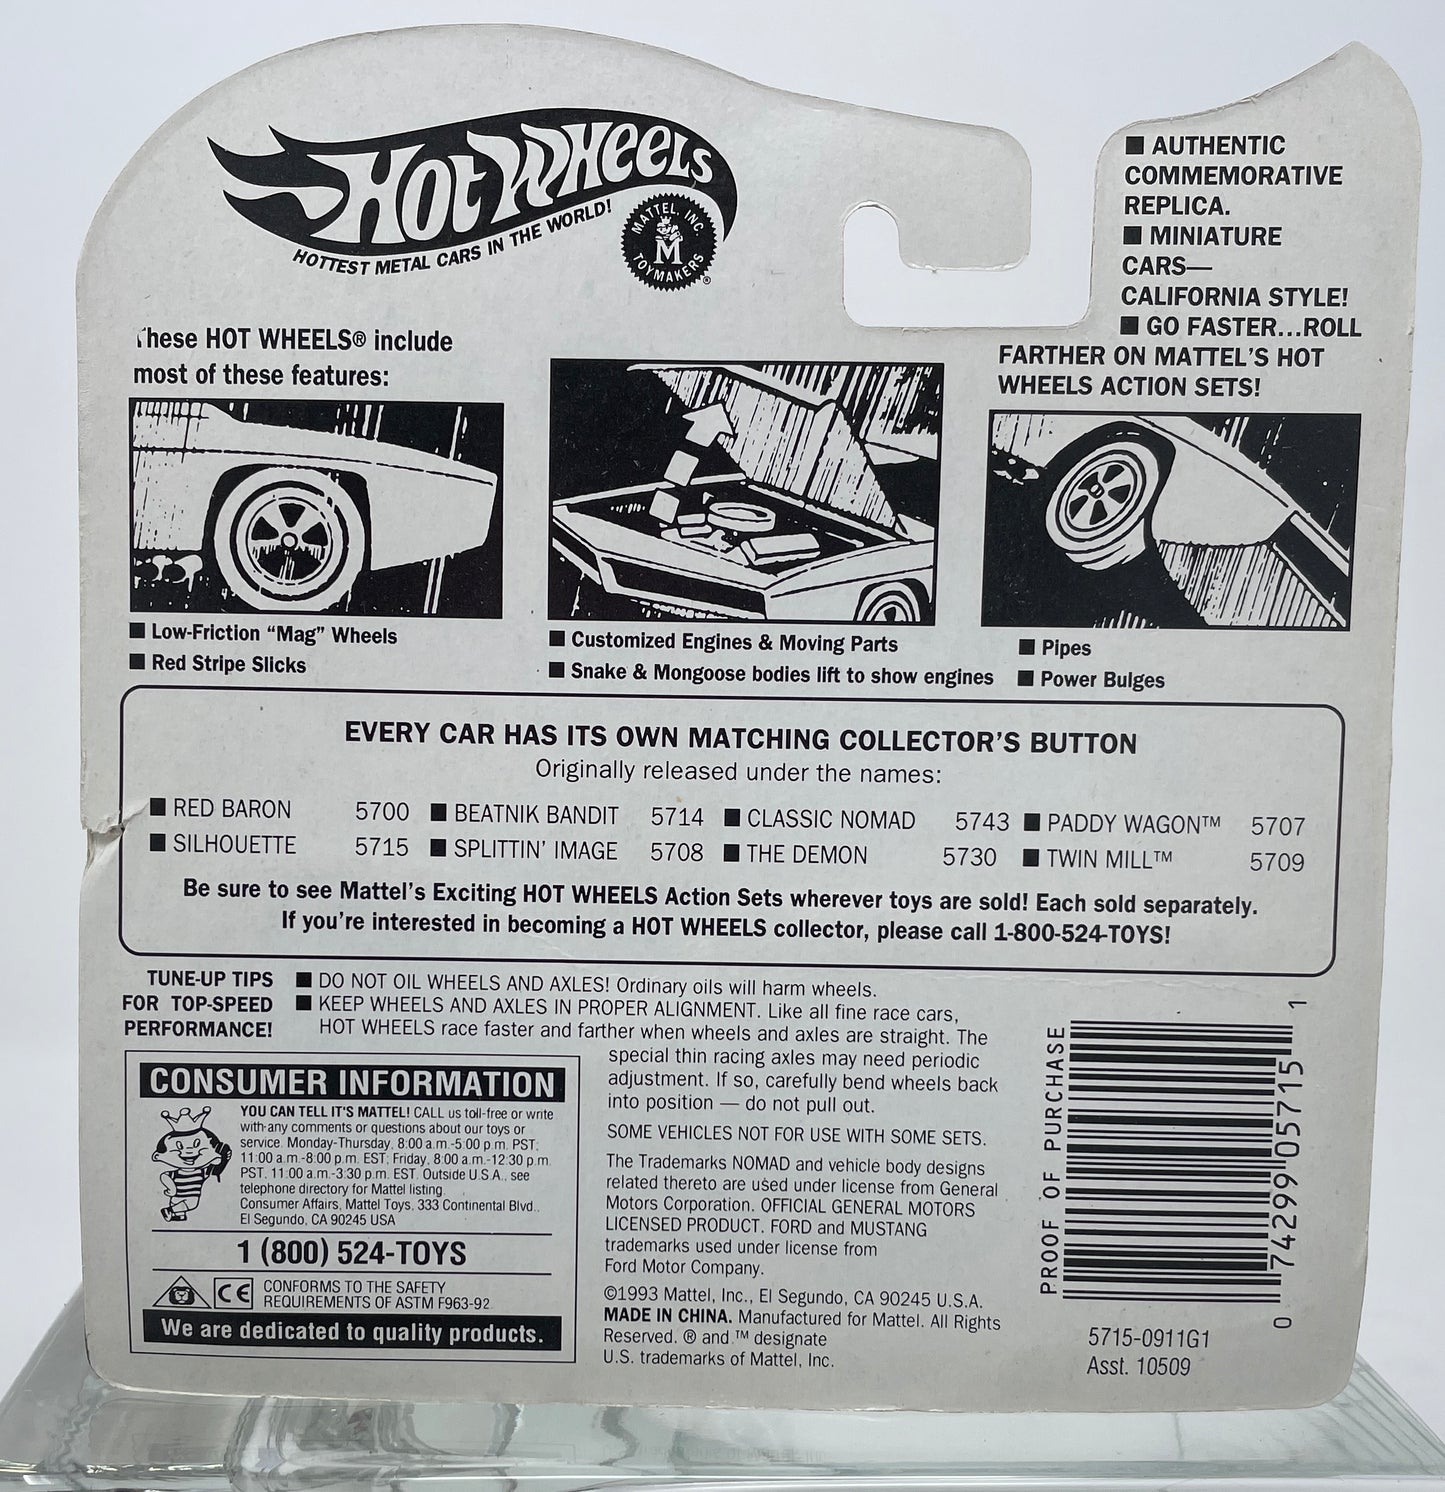 HOT WHEELS
HOTTEST METAL CARS IN THE WORLD!
MATTEL, INC.
M
TOYMAKERS®
■ AUTHENTIC
COMMEMORATIVE
REPLICA.
■ MINIATURE
CARS—
CALIFORNIA STYLE!
■ GO FASTER...ROLL
FARTHER ON MATTEL'S HOT
WHEELS ACTION SETS!
These HOT WHEELS® include
most of these features:
■ Low-Friction “Mag” Wheels
■ Red Stripe Slicks
■ Customized Engines & Moving Parts
■ Snake & Mongoose bodies lift to show engines
■ Pipes
■ Power Bulges
EVERY CAR HAS ITS OWN MATCHING COLLECTOR'S BUTTON
Originally released under the names:
■ RED BARON 5700 ■ BEATNIK BANDIT 5714 ■ CLASSIC NOMAD 5743 ■ PADDY WAGON™ 5707
■ SILHOUETTE 5715 ■ SPLITTIN' IMAGE 5708 ■ THE DEMON 5730 ■ TWIN MILL™ 5709
Be sure to see Mattel's Exciting HOT WHEELS Action Sets wherever toys are sold! Each sold separately.
If you're interested in becoming a HOT WHEELS collector, please call 1-800-524-TOYS!
TUNE-UP TIPS
FOR TOP-SPEED
PERFORMANCE!
■ DO NOT OIL WHEELS AND AXLES! Ordinary oils will harm wheels.
■ KEEP WHEELS AND AXLES IN PROPER ALIGNMENT. Like all fine race cars,
HOT WHEELS race faster and farther when wheels and axles are straight. The
special thin racing axles may need periodic
adjustment. If so, carefully bend wheels back
into position — do not pull out.
SOME VEHICLES NOT FOR USE WITH SOME SETS.
The Trademarks NOMAD and vehicle body designs
related thereto are used under license from General
Motors Corporation. OFFICIAL GENERAL MOTORS
LICENSED PRODUCT. FORD and MUSTANG
trademarks used under license from
Ford Motor Company.
©1993 Mattel, Inc., El Segundo, CA 90245 U.S.A.
MADE IN CHINA. Manufactured for Mattel. All Rights
Reserved. ® and ™ designate
U.S. trademarks of Mattel, Inc.
CONSUMER INFORMATION
YOU CAN TELL IT'S MATTEL! CALL us toll-free or write
with any comments or questions about our toys or
service. Monday-Thursday, 8:00 a.m.-5:00 p.m. PST;
11:00 a.m.-8:00 p.m. EST; Friday, 8:00 a.m.-12:30 p.m.
PST, 11:00 a.m.-3:30 p.m. EST. Outside U.S.A., see
telephone directory for Mattel listing.
Consumer Affairs, Mattel Toys, 333 Continental Blvd.,
El Segundo, CA 90245 USA
1 (800) 524-TOYS
CE
CONFORMS TO THE SAFETY
REQUIREMENTS OF ASTM F963-92
We are dedicated to quality products.
PROOF OF PURCHASE
0 74299 05715 1
5715-0911G1
Asst. 10509